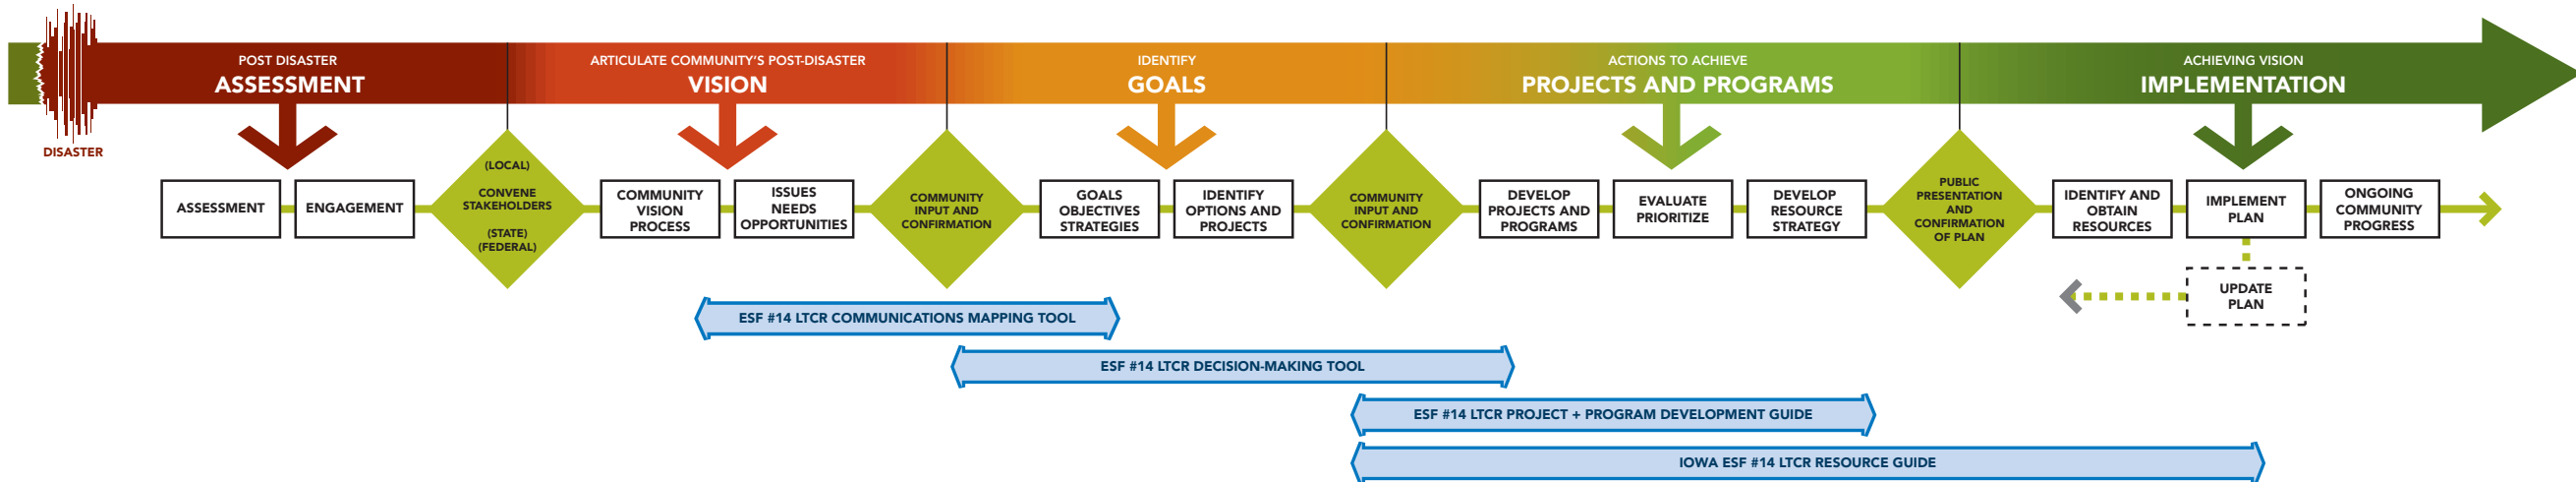 POST DISASTER
ASSESSMENT
ARTICULATE COMMUNITY'S POST-DISASTER
VISION
IDENTIFY
GOALS
ACTIONS TO ACHIEVE
PROJECTS AND PROGRAMS
ACHIEVING VISION
IMPLEMENTATION
DISASTER
ASSESSMENT
ENGAGEMENT
(LOCAL)
CONVENE
STAKEHOLDERS
(STATE)
(FEDERAL)
COMMUNITY
VISION
PROCESS
ISSUES
NEEDS
OPPORTUNITIES
COMMUNITY
INPUT AND
CONFIRMATION
GOALS
OBJECTIVES
STRATEGIES
IDENTIFY
OPTIONS AND
PROJECTS
COMMUNITY
INPUT AND
CONFIRMATION
DEVELOP
PROJECTS AND
PROGRAMS
EVALUATE
PRIORITIZE
DEVELOP
RESOURCE
STRATEGY
PUBLIC
PRESENTATION
AND
CONFIRMATION
OF PLAN
IDENTIFY AND
OBTAIN
RESOURCES
IMPLEMENT
PLAN
ONGOING
COMMUNITY
PROGRESS
UPDATE
PLAN
ESF #14 LTCR COMMUNICATIONS MAPPING TOOL
ESF #14 LTCR DECISION-MAKING TOOL
ESF #14 LTCR PROJECT + PROGRAM DEVELOPMENT GUIDE
IOWA ESF #14 LTCR RESOURCE GUIDE